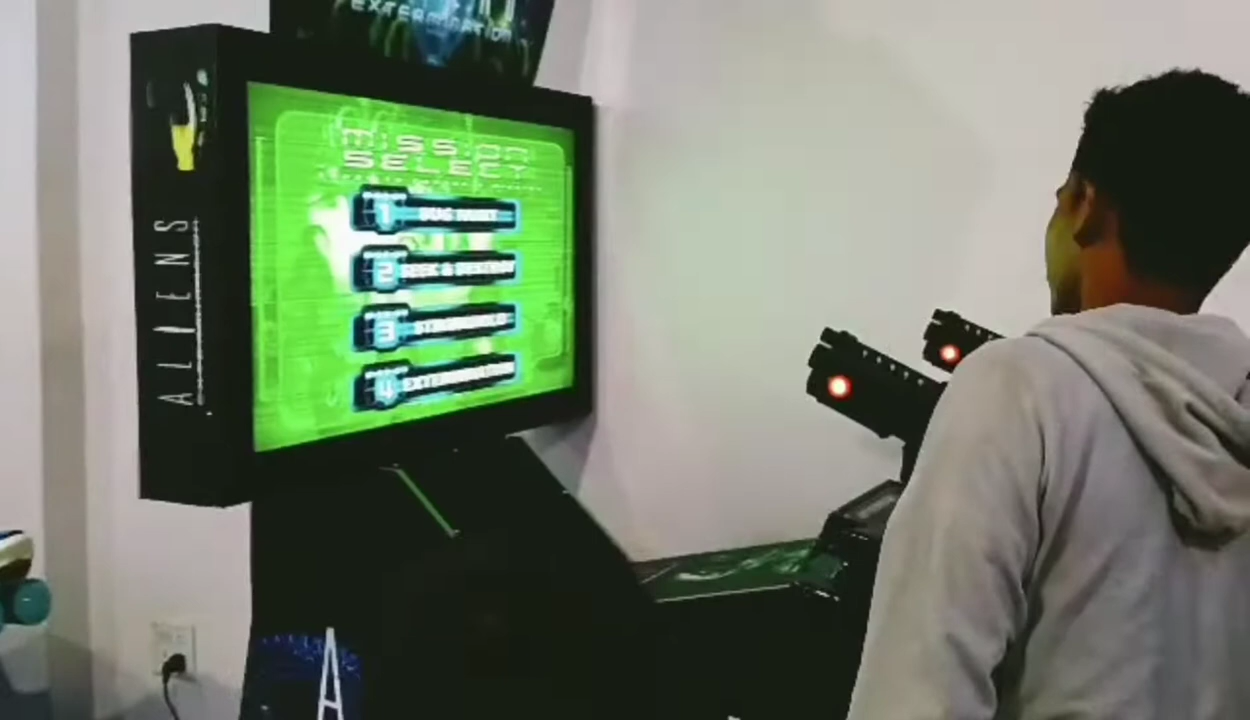 EXTERMINATION
MISSION
SELECT
1 BUG HUNT
2 SEEK & DESTROY
3 STRONGHOLD
4 EXTERMINATION
ALIENS
A